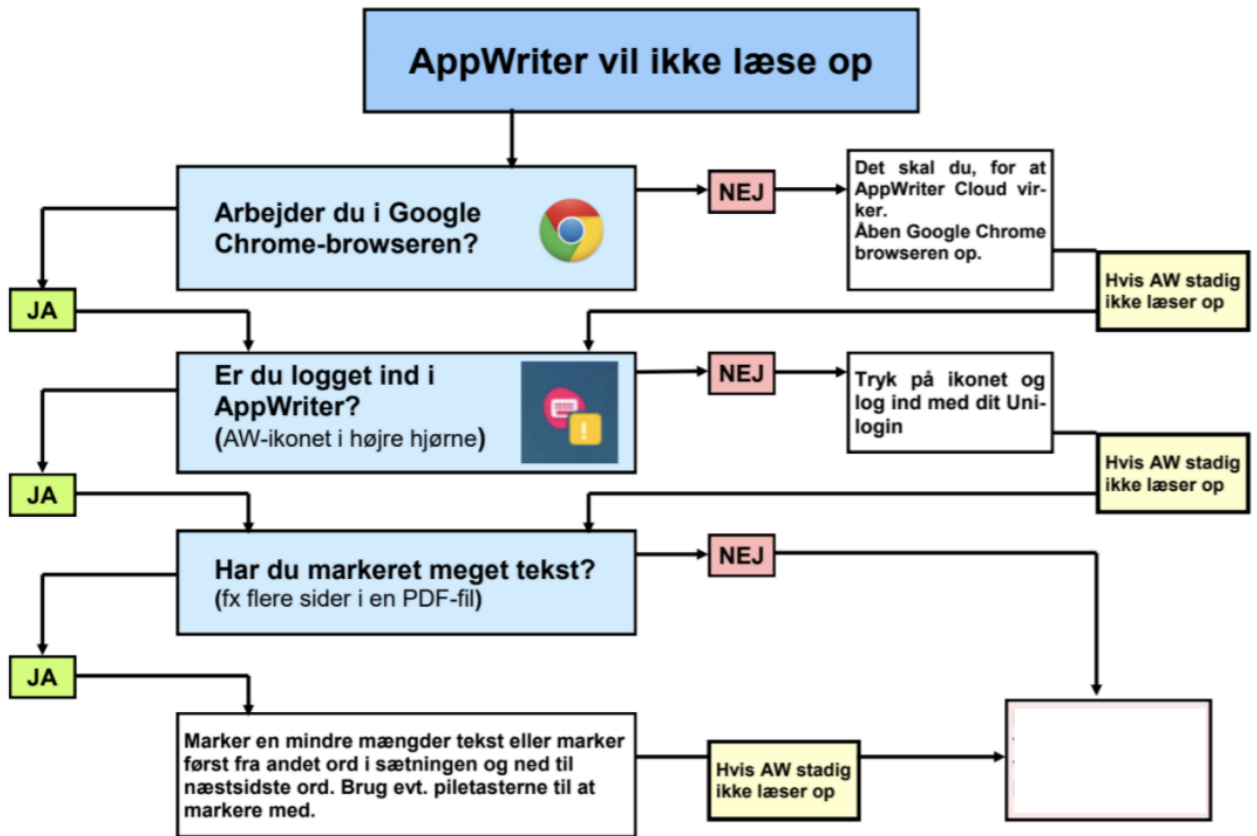 AppWriter vil ikke læse op
Arbejder du i Google
Chrome-browseren?
NEJ
Det skal du, for at
AppWriter Cloud vir-
ker.
Åben Google Chrome
browseren op.
Hvis AW stadig
ikke læser op
JA
Er du logget ind i
AppWriter?
(AW-ikonet i højre hjørne)
NEJ
Tryk på ikonet og
log ind med dit Uni-
login
Hvis AW stadig
ikke læser op
JA
Har du markeret meget tekst?
(fx flere sider i en PDF-fil)
NEJ
JA
Marker en mindre mængder tekst eller marker
først fra andet ord i sætningen og ned til
næstsidste ord. Brug evt. piletasterne til at
markere med.
Hvis AW stadig
ikke læser op